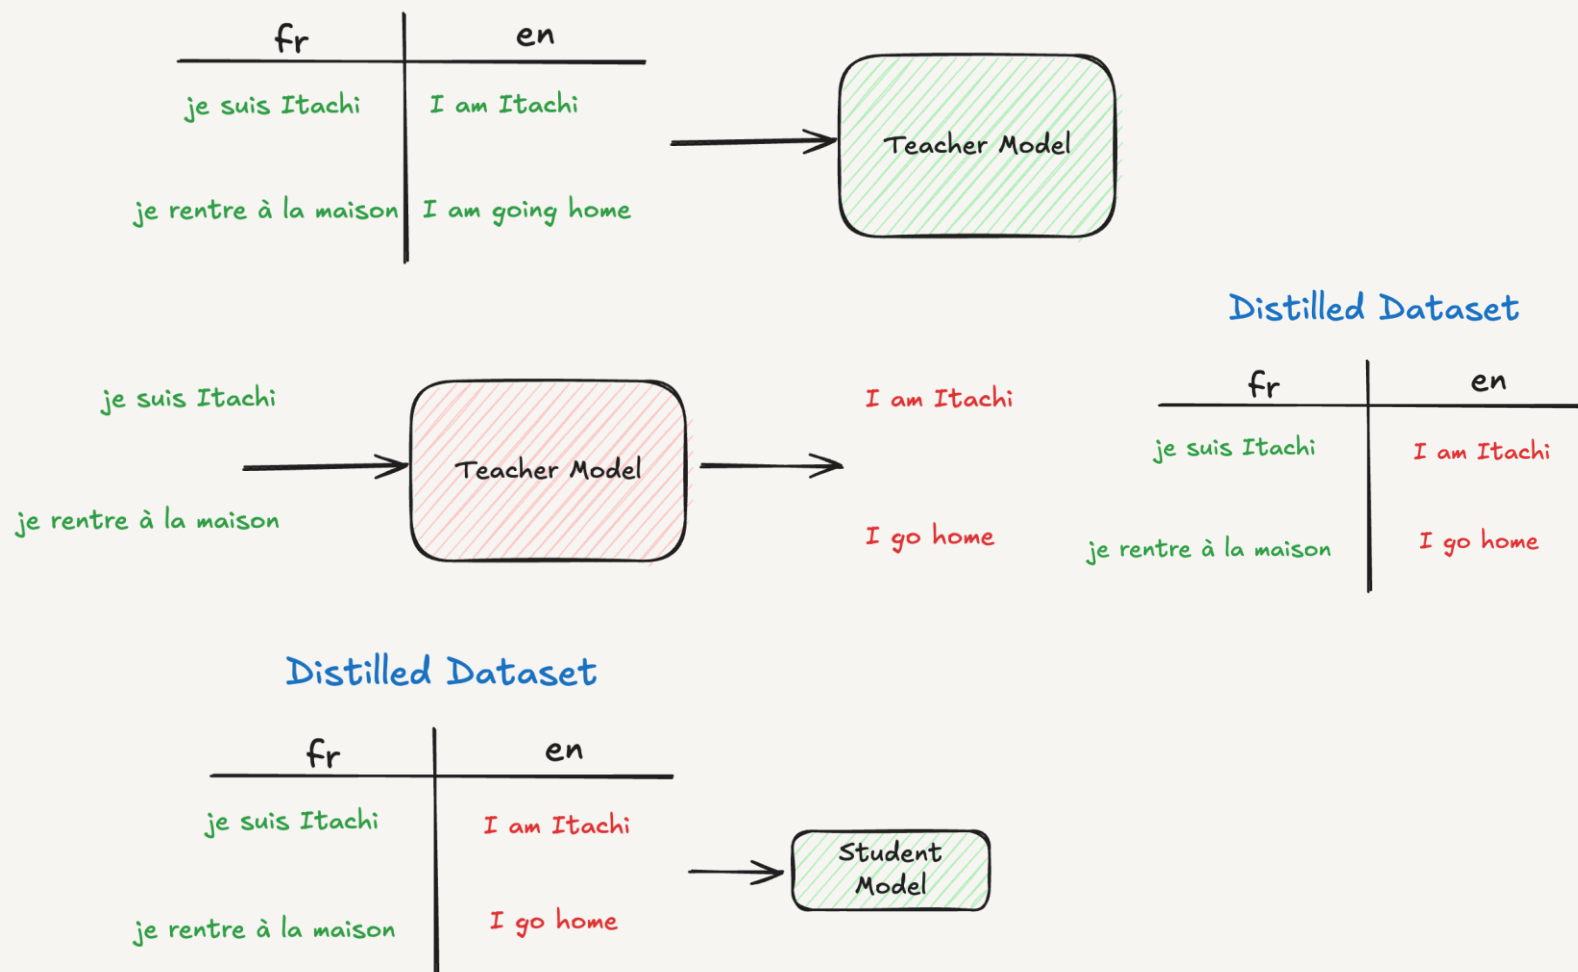 fr en
je suis Itachi I am Itachi
je rentre à la maison I am going home
Teacher Model
je suis Itachi
je rentre à la maison
Teacher Model
I am Itachi
I go home
Distilled Dataset
fr en
je suis Itachi I am Itachi
je rentre à la maison I go home
Distilled Dataset
fr en
je suis Itachi I am Itachi
je rentre à la maison I go home
Student
Model